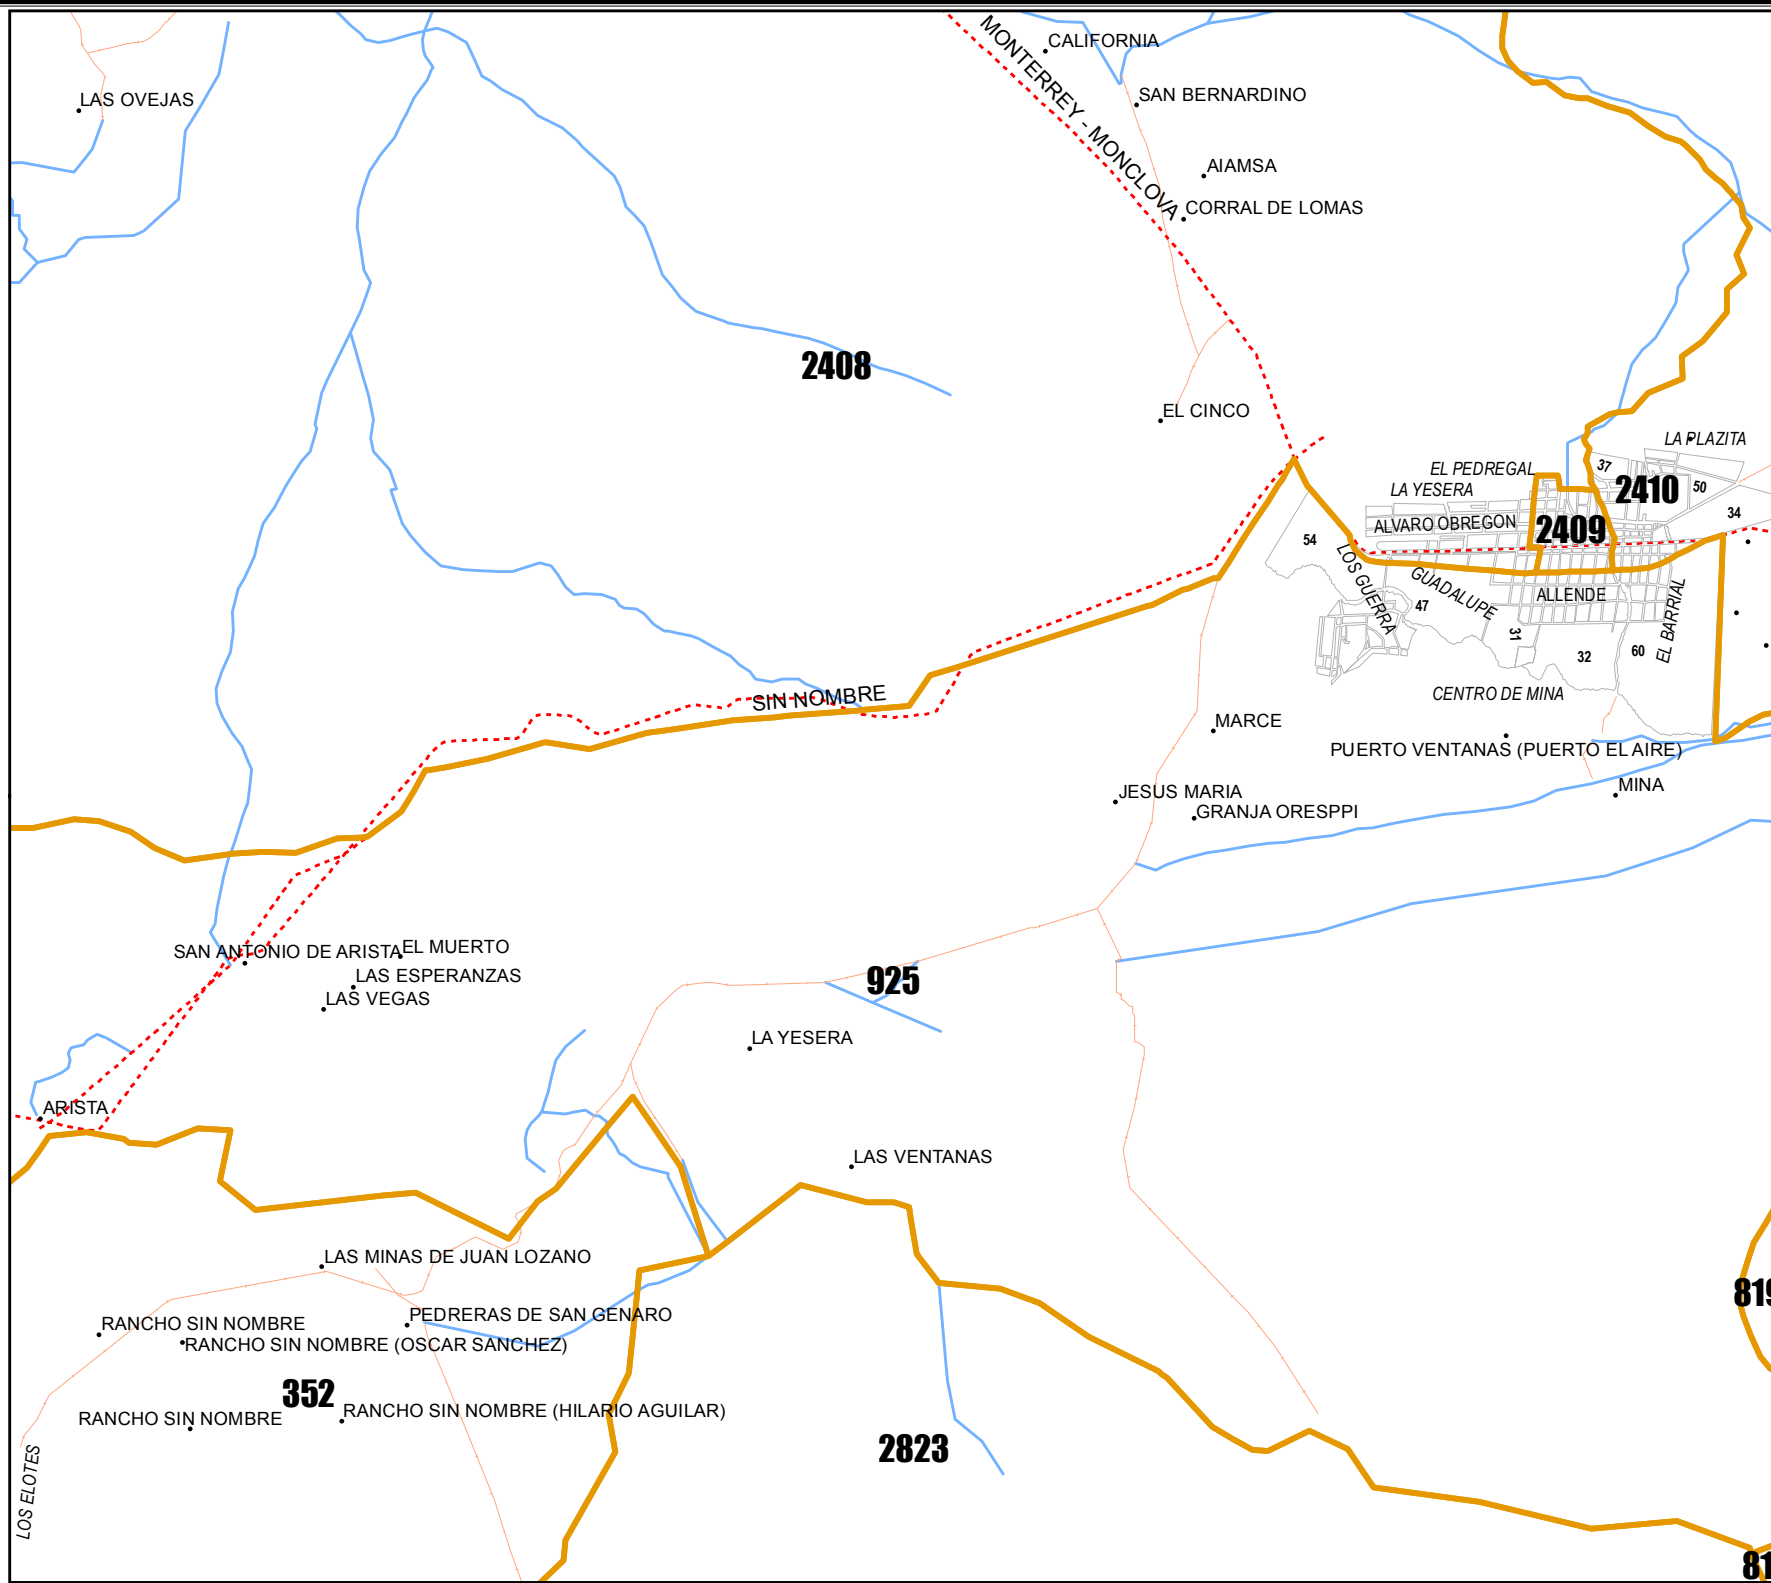 CALIFORNIA
MONTERREY - MONCLOVA
LAS OVEJAS
SAN BERNARDINO
AIAMSA
CORRAL DE LOMAS
2408
EL CINCO
LA PLAZITA
EL PEDREGAL
37
LA YESERA
2410
50
34
ALVARO OBREGON
2409
54
LOS GUERRA
GUADALUPE
47
ALLENDE
31
32
60
EL BARRIAL
CENTRO DE MINA
SIN NOMBRE
MARCE
PUERTO VENTANAS (PUERTO EL AIRE)
MINA
JESUS MARIA
GRANJA ORESPPI
SAN ANTONIO DE ARISTA
EL MUERTO
LAS ESPERANZAS
LAS VEGAS
925
LA YESERA
ARISTA
LAS VENTANAS
LAS MINAS DE JUAN LOZANO
819
PEDRERAS DE SAN GENARO
RANCHO SIN NOMBRE
RANCHO SIN NOMBRE (OSCAR SANCHEZ)
352
RANCHO SIN NOMBRE (HILARIO AGUILAR)
RANCHO SIN NOMBRE
2823
LOS ELOTES
81